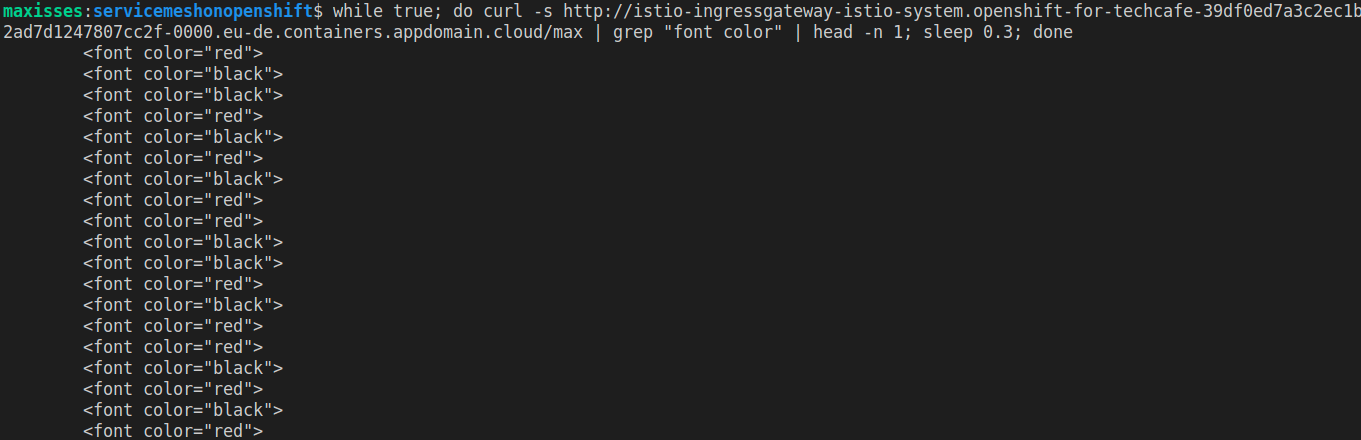 maxisses:servicemeshonopenshift$ while true; do curl -s http://istio-ingressgateway-istio-system.openshift-for-techcafe-39df0ed7a3c2ec1b
2ad7d1247807cc2f-0000.eu-de.containers.appdomain.cloud/max | grep "font color" | head -n 1; sleep 0.3; done
<font color="red">
<font color="black">
<font color="black">
<font color="red">
<font color="black">
<font color="red">
<font color="black">
<font color="red">
<font color="red">
<font color="black">
<font color="black">
<font color="red">
<font color="black">
<font color="red">
<font color="red">
<font color="black">
<font color="red">
<font color="black">
<font color="red">